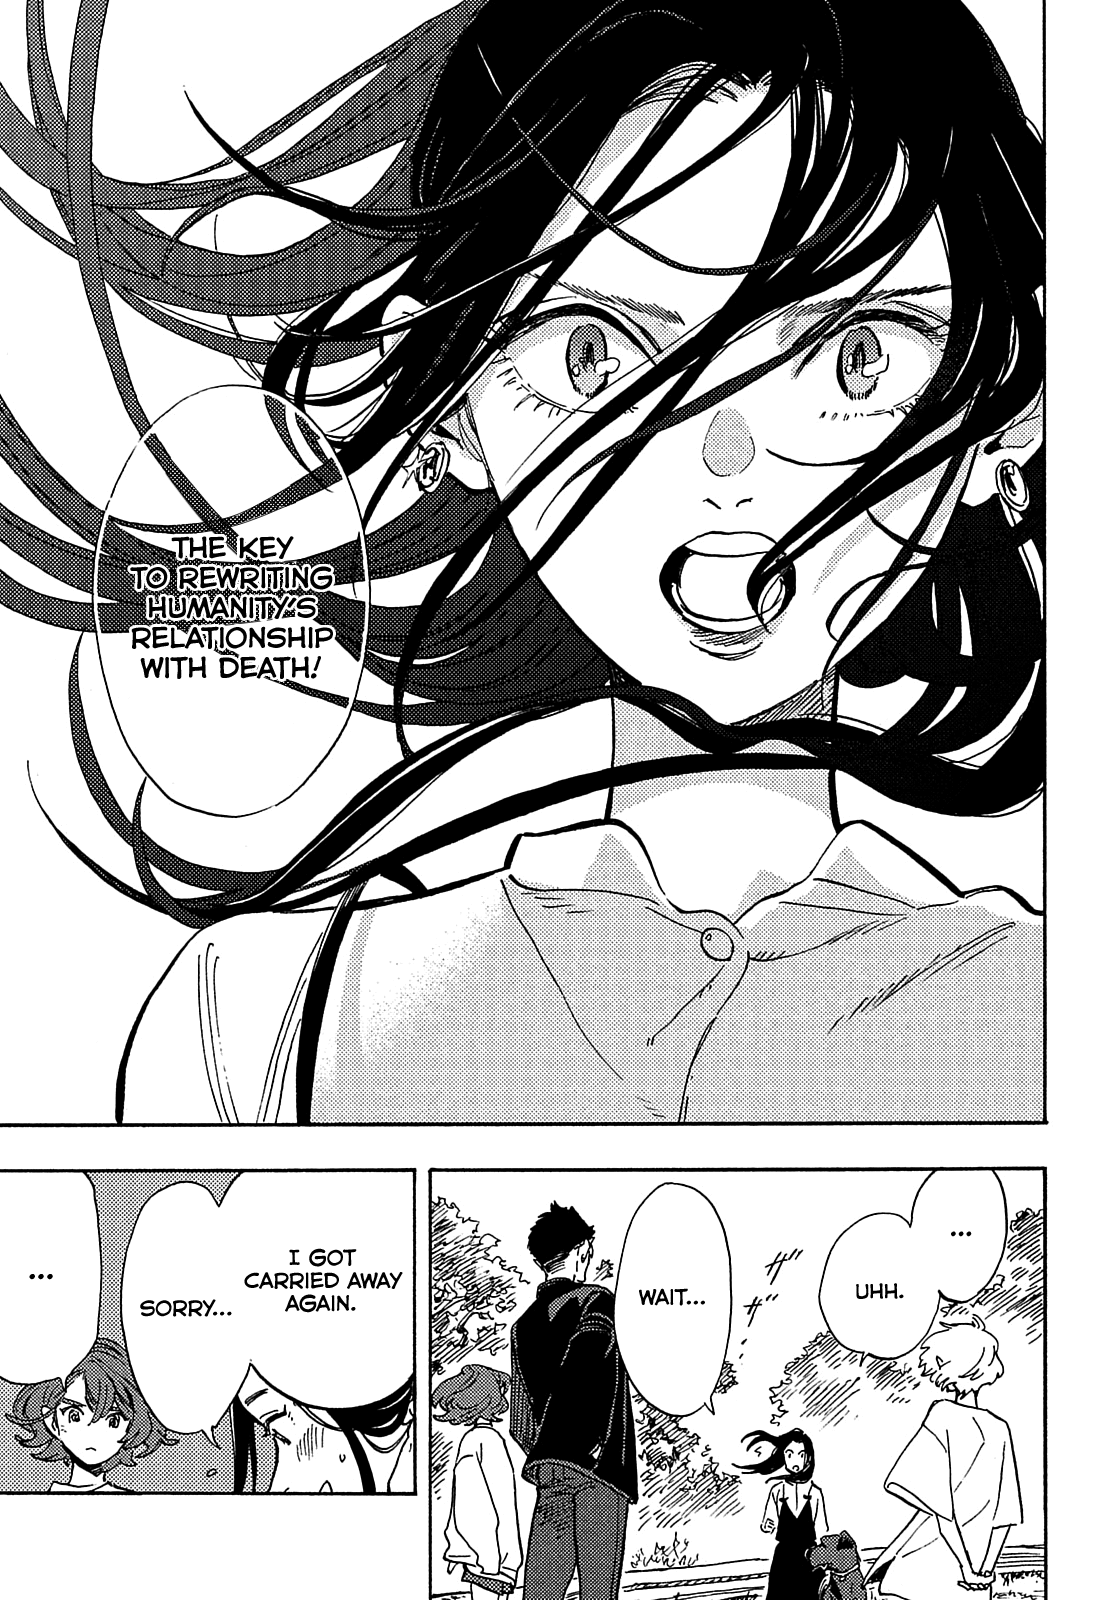 THE KEY
TO REWRITING
HUMANITY'S
RELATIONSHIP
WITH DEATH!
...
UHH.
WAIT...
I GOT
CARRIED AWAY
AGAIN.
SORRY...
...